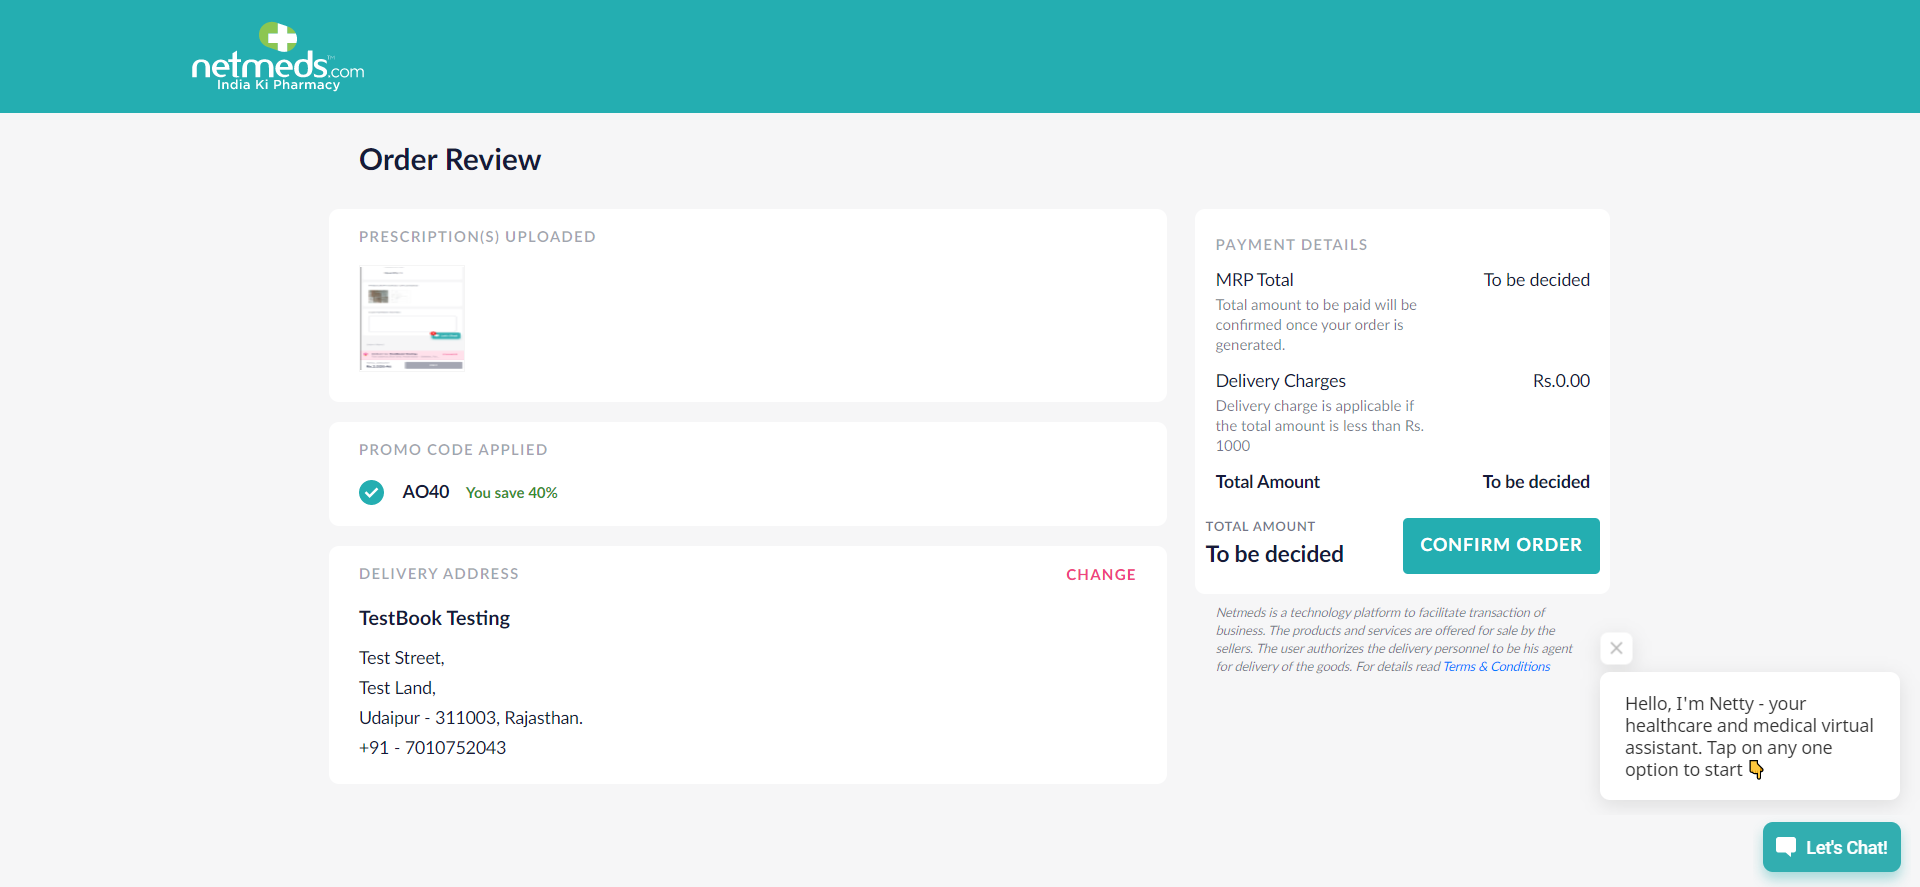 netmeds.com™
India Ki Pharmacy
Order Review
PRESCRIPTION(S) UPLOADED
PROMO CODE APPLIED
AO40 You save 40%
DELIVERY ADDRESS
CHANGE
TestBook Testing
Test Street,
Test Land,
Udaipur - 311003, Rajasthan.
+91 - 7010752043
PAYMENT DETAILS
MRP Total To be decided
Total amount to be paid will be
confirmed once your order is
generated.
Delivery Charges Rs.0.00
Delivery charge is applicable if
the total amount is less than Rs.
1000
Total Amount To be decided
TOTAL AMOUNT
To be decided
CONFIRM ORDER
Netmeds is a technology platform to facilitate transaction of
business. The products and services are offered for sale by the
sellers. The user authorizes the delivery personnel to be his agent
for delivery of the goods. For details read Terms & Conditions
Hello, I'm Netty - your
healthcare and medical virtual
assistant. Tap on any one
option to start 👇
Let's Chat!